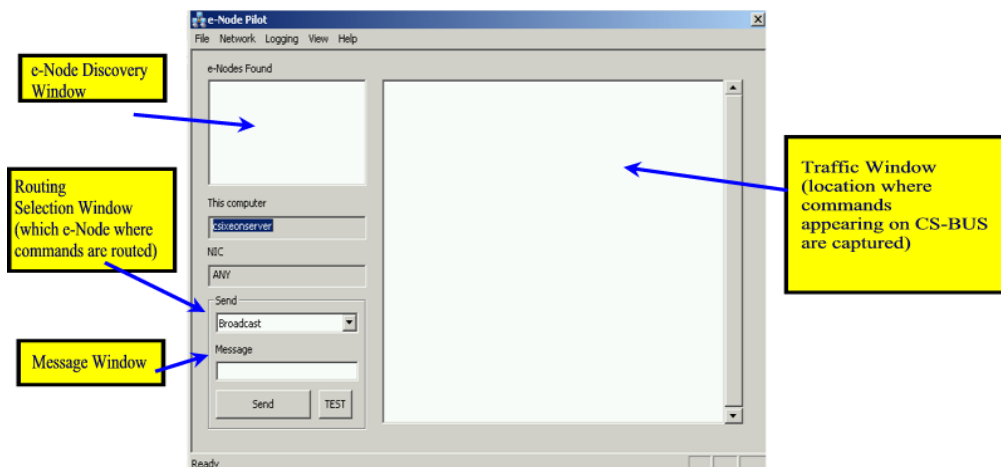 e-Node Pilot
File Network Logging View Help
e-Node Discovery
Window
e-Nodes Found
Routing
Selection Window
(which e-Node where
commands are routed)
This computer
csixeonserver
NIC
ANY
Send
Broadcast
Message Window
Message
Send TEST
Ready
Traffic Window
(location where
commands
appearing on CS-BUS
are captured)